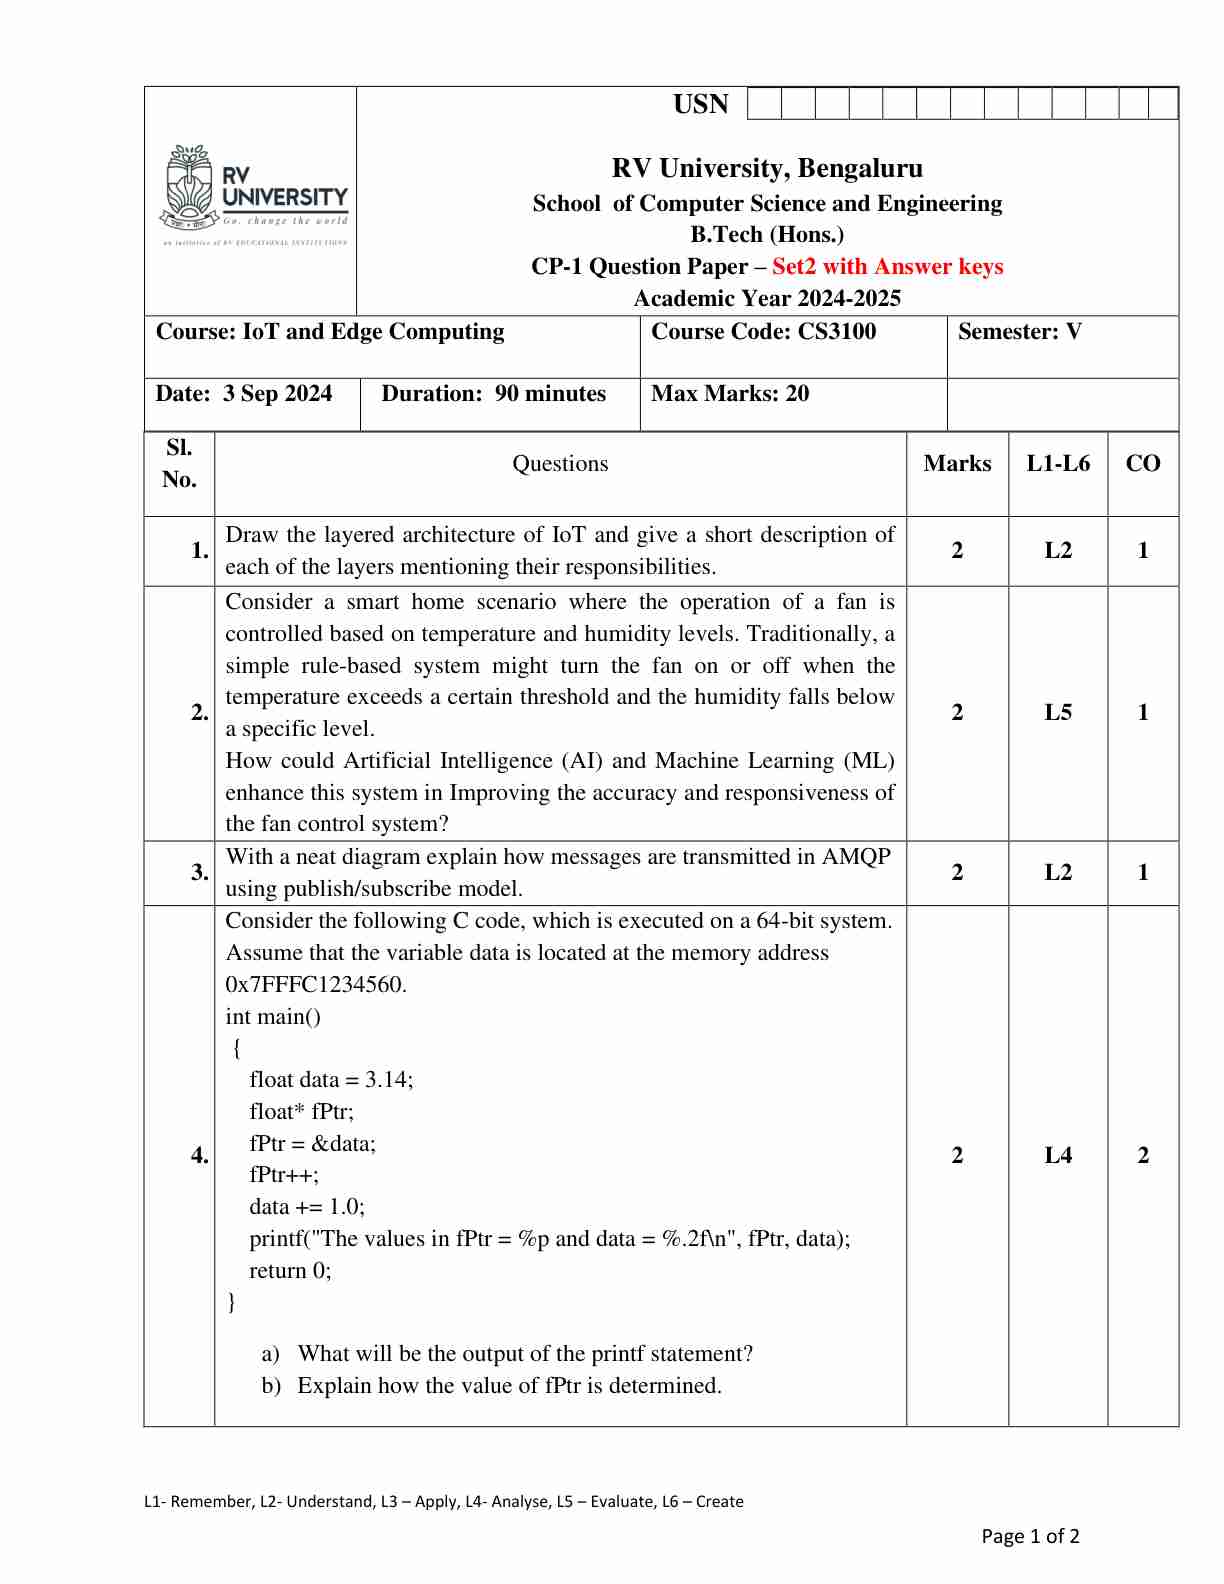 USN
RV
UNIVERSITY
Go, change the world
an initiative of RV EDUCATIONAL INSTITUTIONS
RV University, Bengaluru
School of Computer Science and Engineering
B.Tech (Hons.)
CP-1 Question Paper – Set2 with Answer keys
Academic Year 2024-2025
Course: IoT and Edge Computing Course Code: CS3100 Semester: V
Date: 3 Sep 2024 Duration: 90 minutes Max Marks: 20
Sl.
No. Questions Marks L1-L6 CO
1. Draw the layered architecture of IoT and give a short description of
each of the layers mentioning their responsibilities. 2 L2 1
Consider a smart home scenario where the operation of a fan is
controlled based on temperature and humidity levels. Traditionally, a
simple rule-based system might turn the fan on or off when the
temperature exceeds a certain threshold and the humidity falls below
2. a specific level. 2 L5 1
How could Artificial Intelligence (AI) and Machine Learning (ML)
enhance this system in Improving the accuracy and responsiveness of
the fan control system?
3. With a neat diagram explain how messages are transmitted in AMQP
using publish/subscribe model. 2 L2 1
Consider the following C code, which is executed on a 64-bit system.
Assume that the variable data is located at the memory address
0x7FFFC1234560.
int main()
{
float data = 3.14;
float* fPtr;
4. fPtr = &data; 2 L4 2
fPtr++;
data += 1.0;
printf("The values in fPtr = %p and data = %.2f\n", fPtr, data);
return 0;
}
a) What will be the output of the printf statement?
b) Explain how the value of fPtr is determined.
L1- Remember, L2- Understand, L3 – Apply, L4- Analyse, L5 – Evaluate, L6 – Create
Page 1 of 2